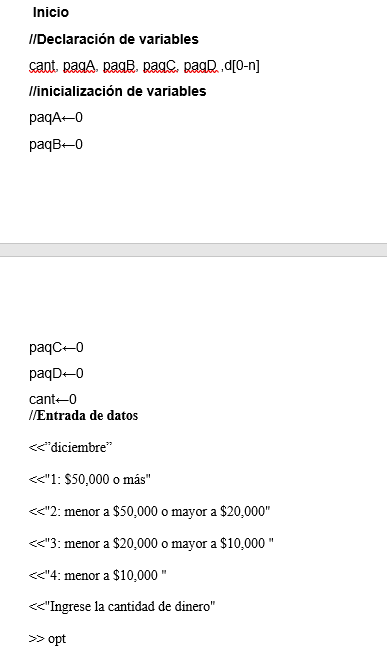 Inicio
//Declaración de variables
cant, paqA, paqB, paqC, paqD ,d[0-n]
//inicialización de variables
paqA←0
paqB←0
paqC←0
paqD←0
cant←0
//Entrada de datos
<<”diciembre”
<<"1: $50,000 o más"
<<"2: menor a $50,000 o mayor a $20,000"
<<"3: menor a $20,000 o mayor a $10,000 "
<<"4: menor a $10,000 "
<<"Ingrese la cantidad de dinero"
>> opt